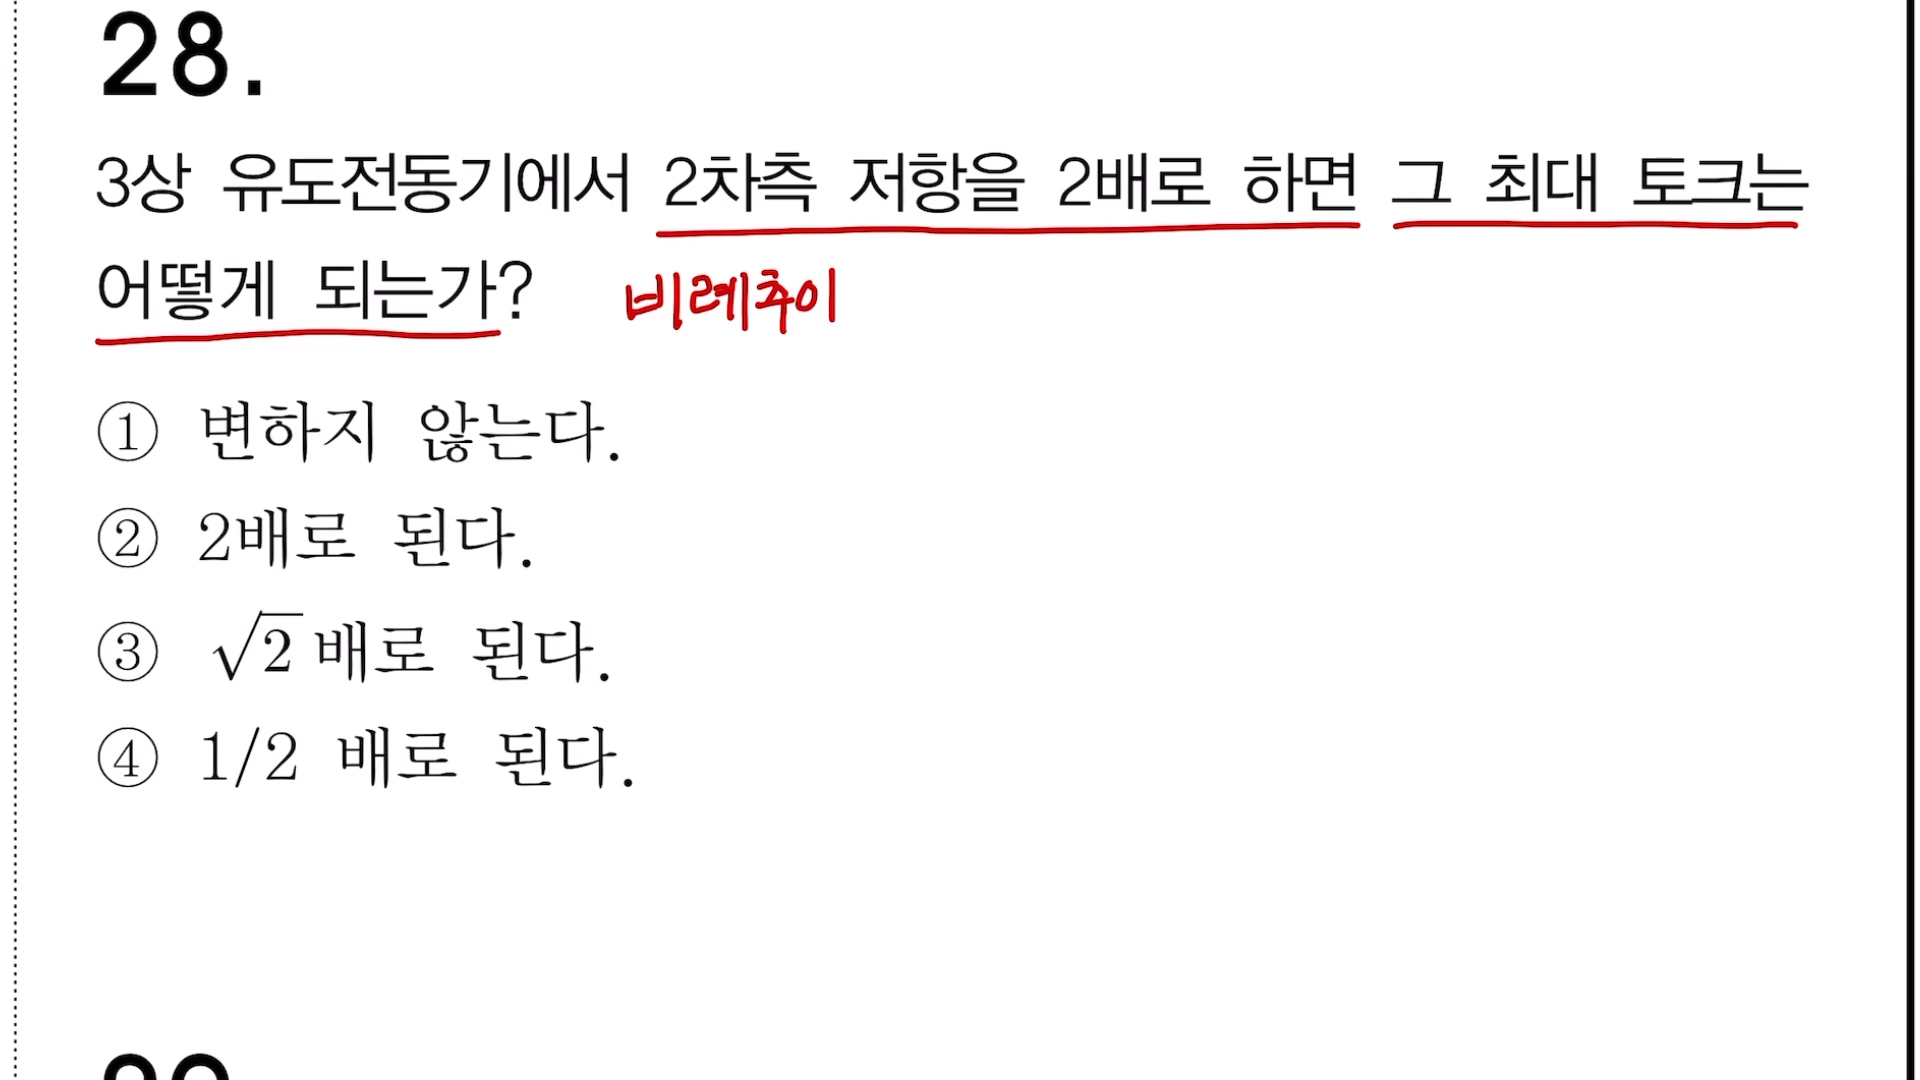 28.
3상 유도전동기에서 2차측 저항을 2배로 하면 그 최대 토크는
어떻게 되는가? 비례추이
① 변하지 않는다.
② 2배로 된다.
③ √2 배로 된다.
④ 1/2 배로 된다.